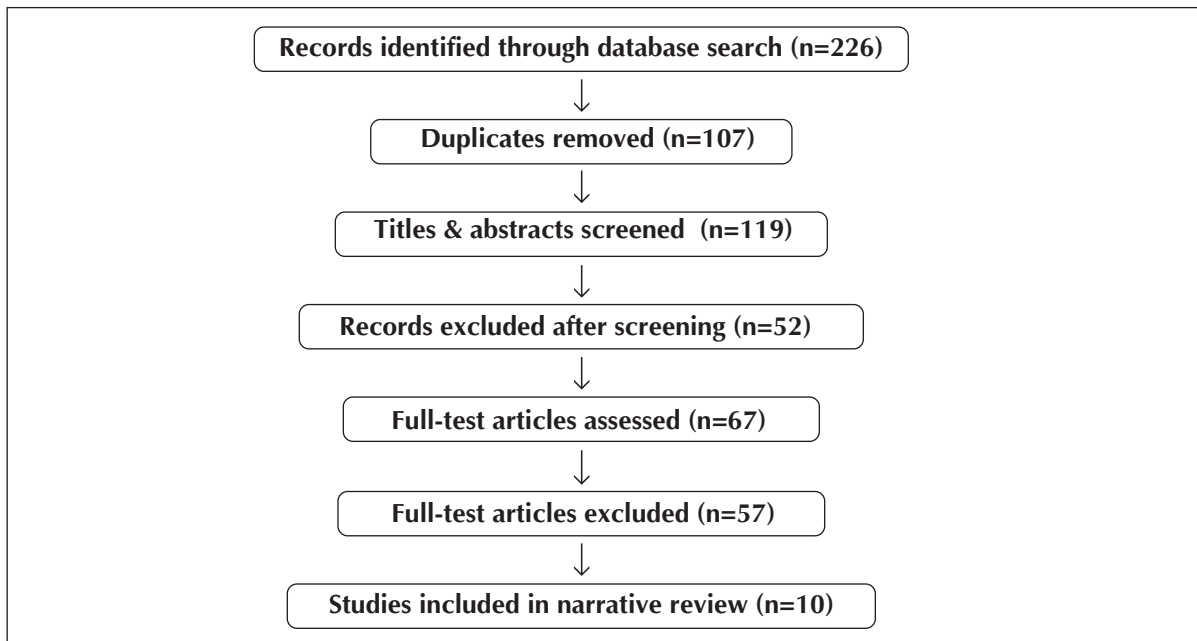 Records identified through database search (n=226)
Duplicates removed (n=107)
Titles & abstracts screened (n=119)
Records excluded after screening (n=52)
Full-test articles assessed (n=67)
Full-test articles excluded (n=57)
Studies included in narrative review (n=10)